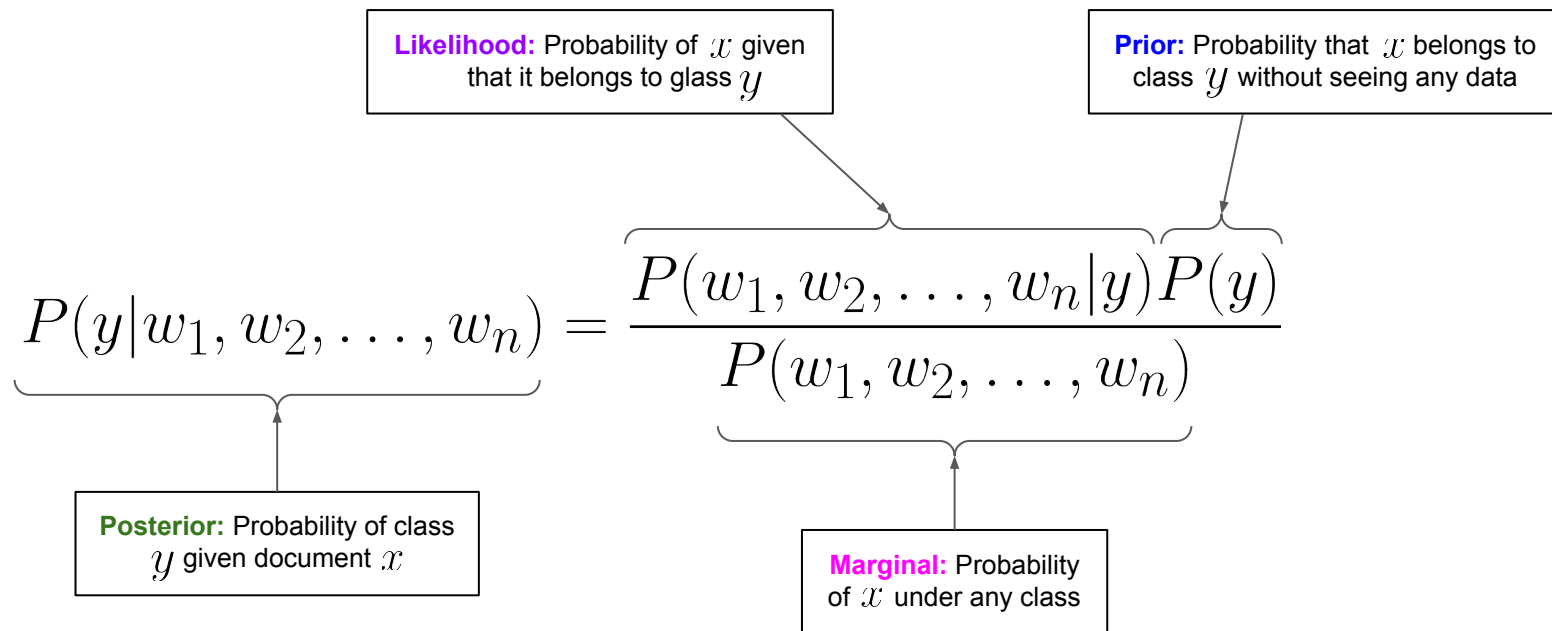 Likelihood: Probability of x given
that it belongs to glass y
Prior: Probability that x belongs to
class y without seeing any data
P(y|w₁, w₂, . . . , wₙ) = P(w₁, w₂, . . . , wₙ|y)P(y)
P(w₁, w₂, . . . , wₙ)
Posterior: Probability of class
y given document x
Marginal: Probability
of x under any class